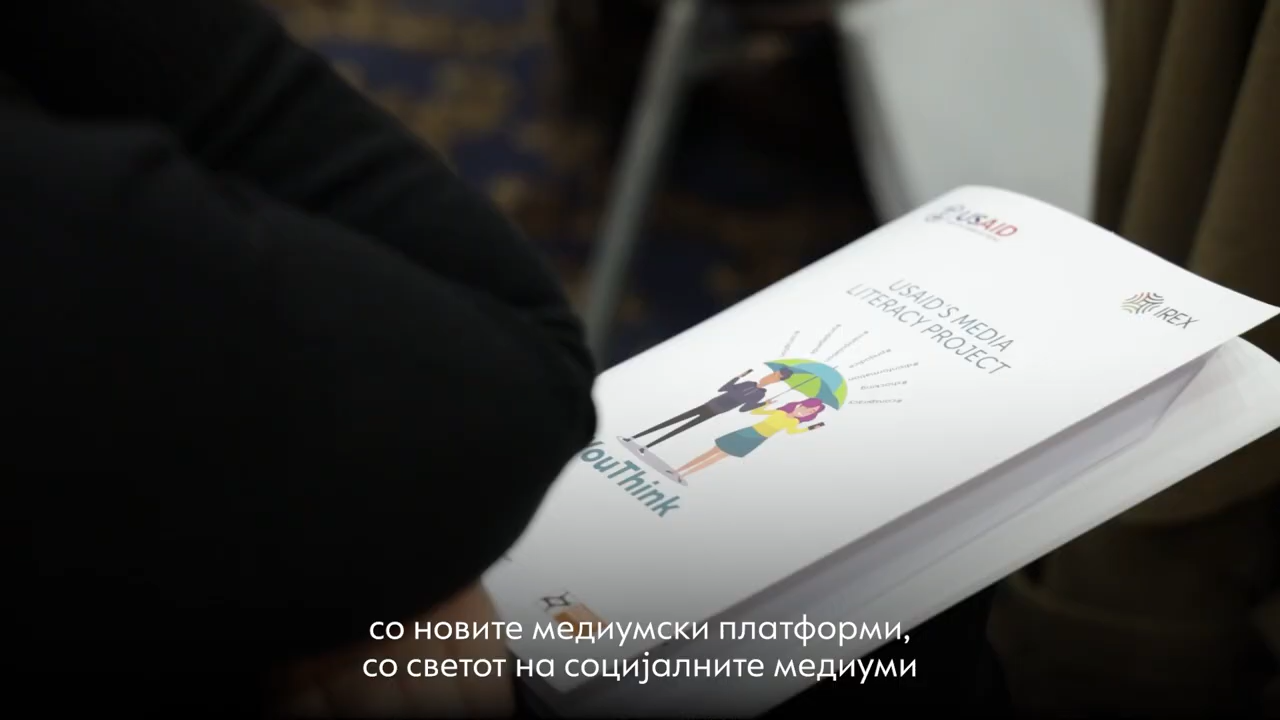 USAID
IREX
USAID'S MEDIA
LITERACY PROJECT
YouThink
со новите медиумски платформи,
со светот на социјалните медиуми